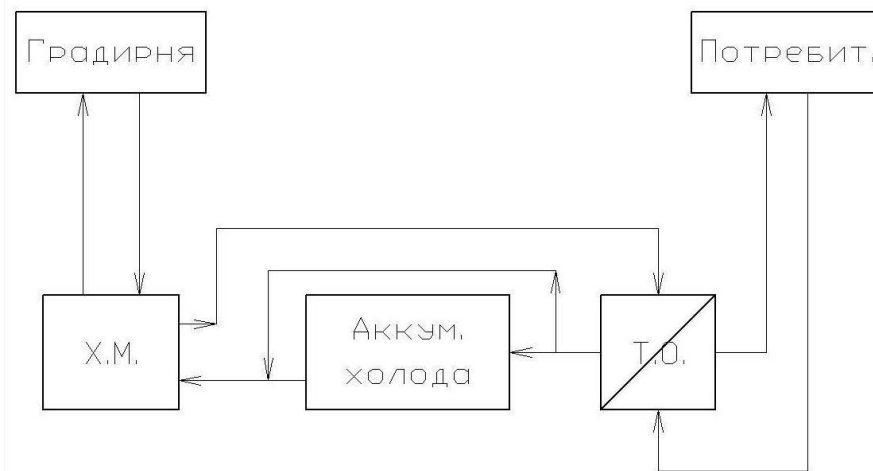 Градирня
Потребит.
Х.М.
Аккум.
холода
Т.О.